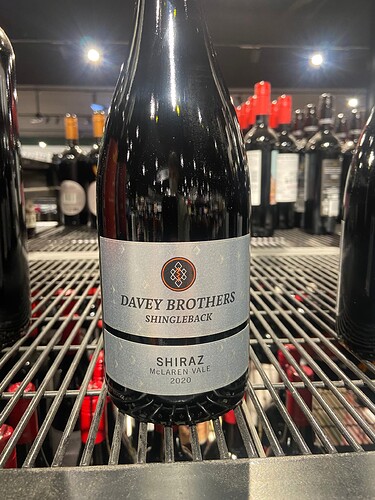 DAVEY BROTHERS
SHINGLEBACK
SHIRAZ
McLAREN VALE
2020